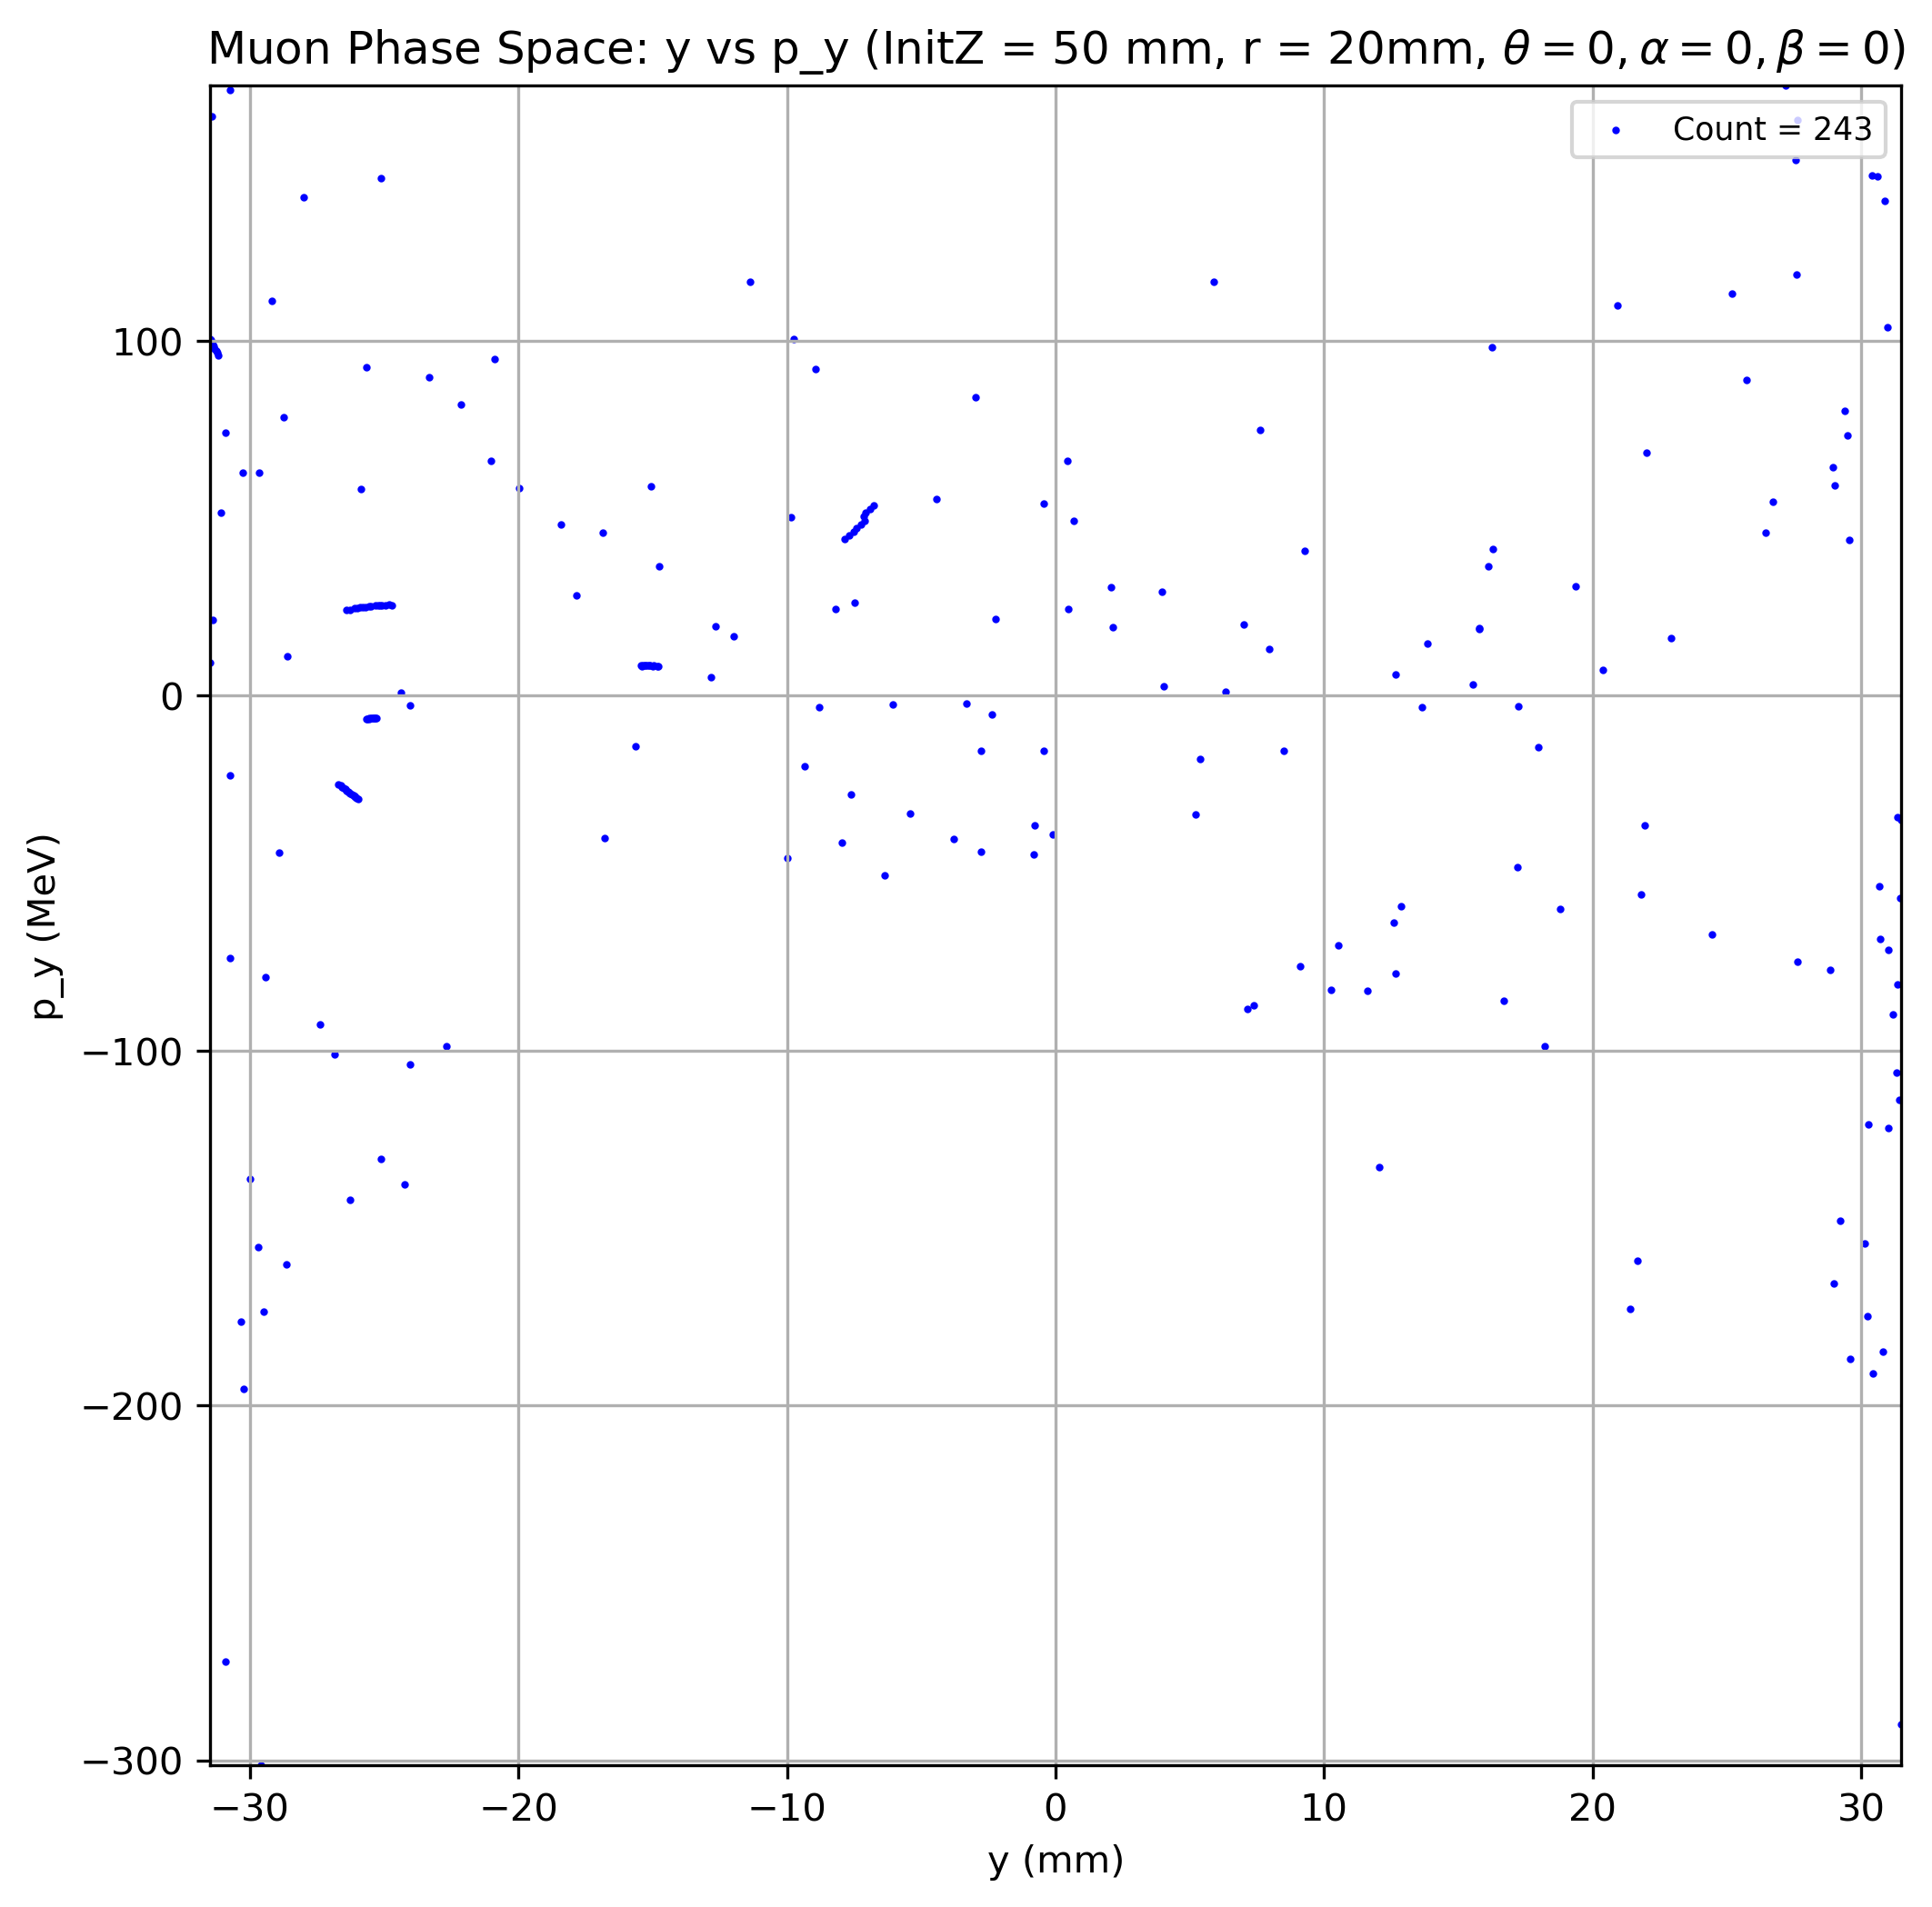 Muon Phase Space: y vs p_y (InitZ = 50 mm, r = 20mm, θ = 0, α = 0, β = 0)
Count = 243
100
0
−100
−200
−300
p_y (MeV)
−30 −20 −10 0 10 20 30
y (mm)